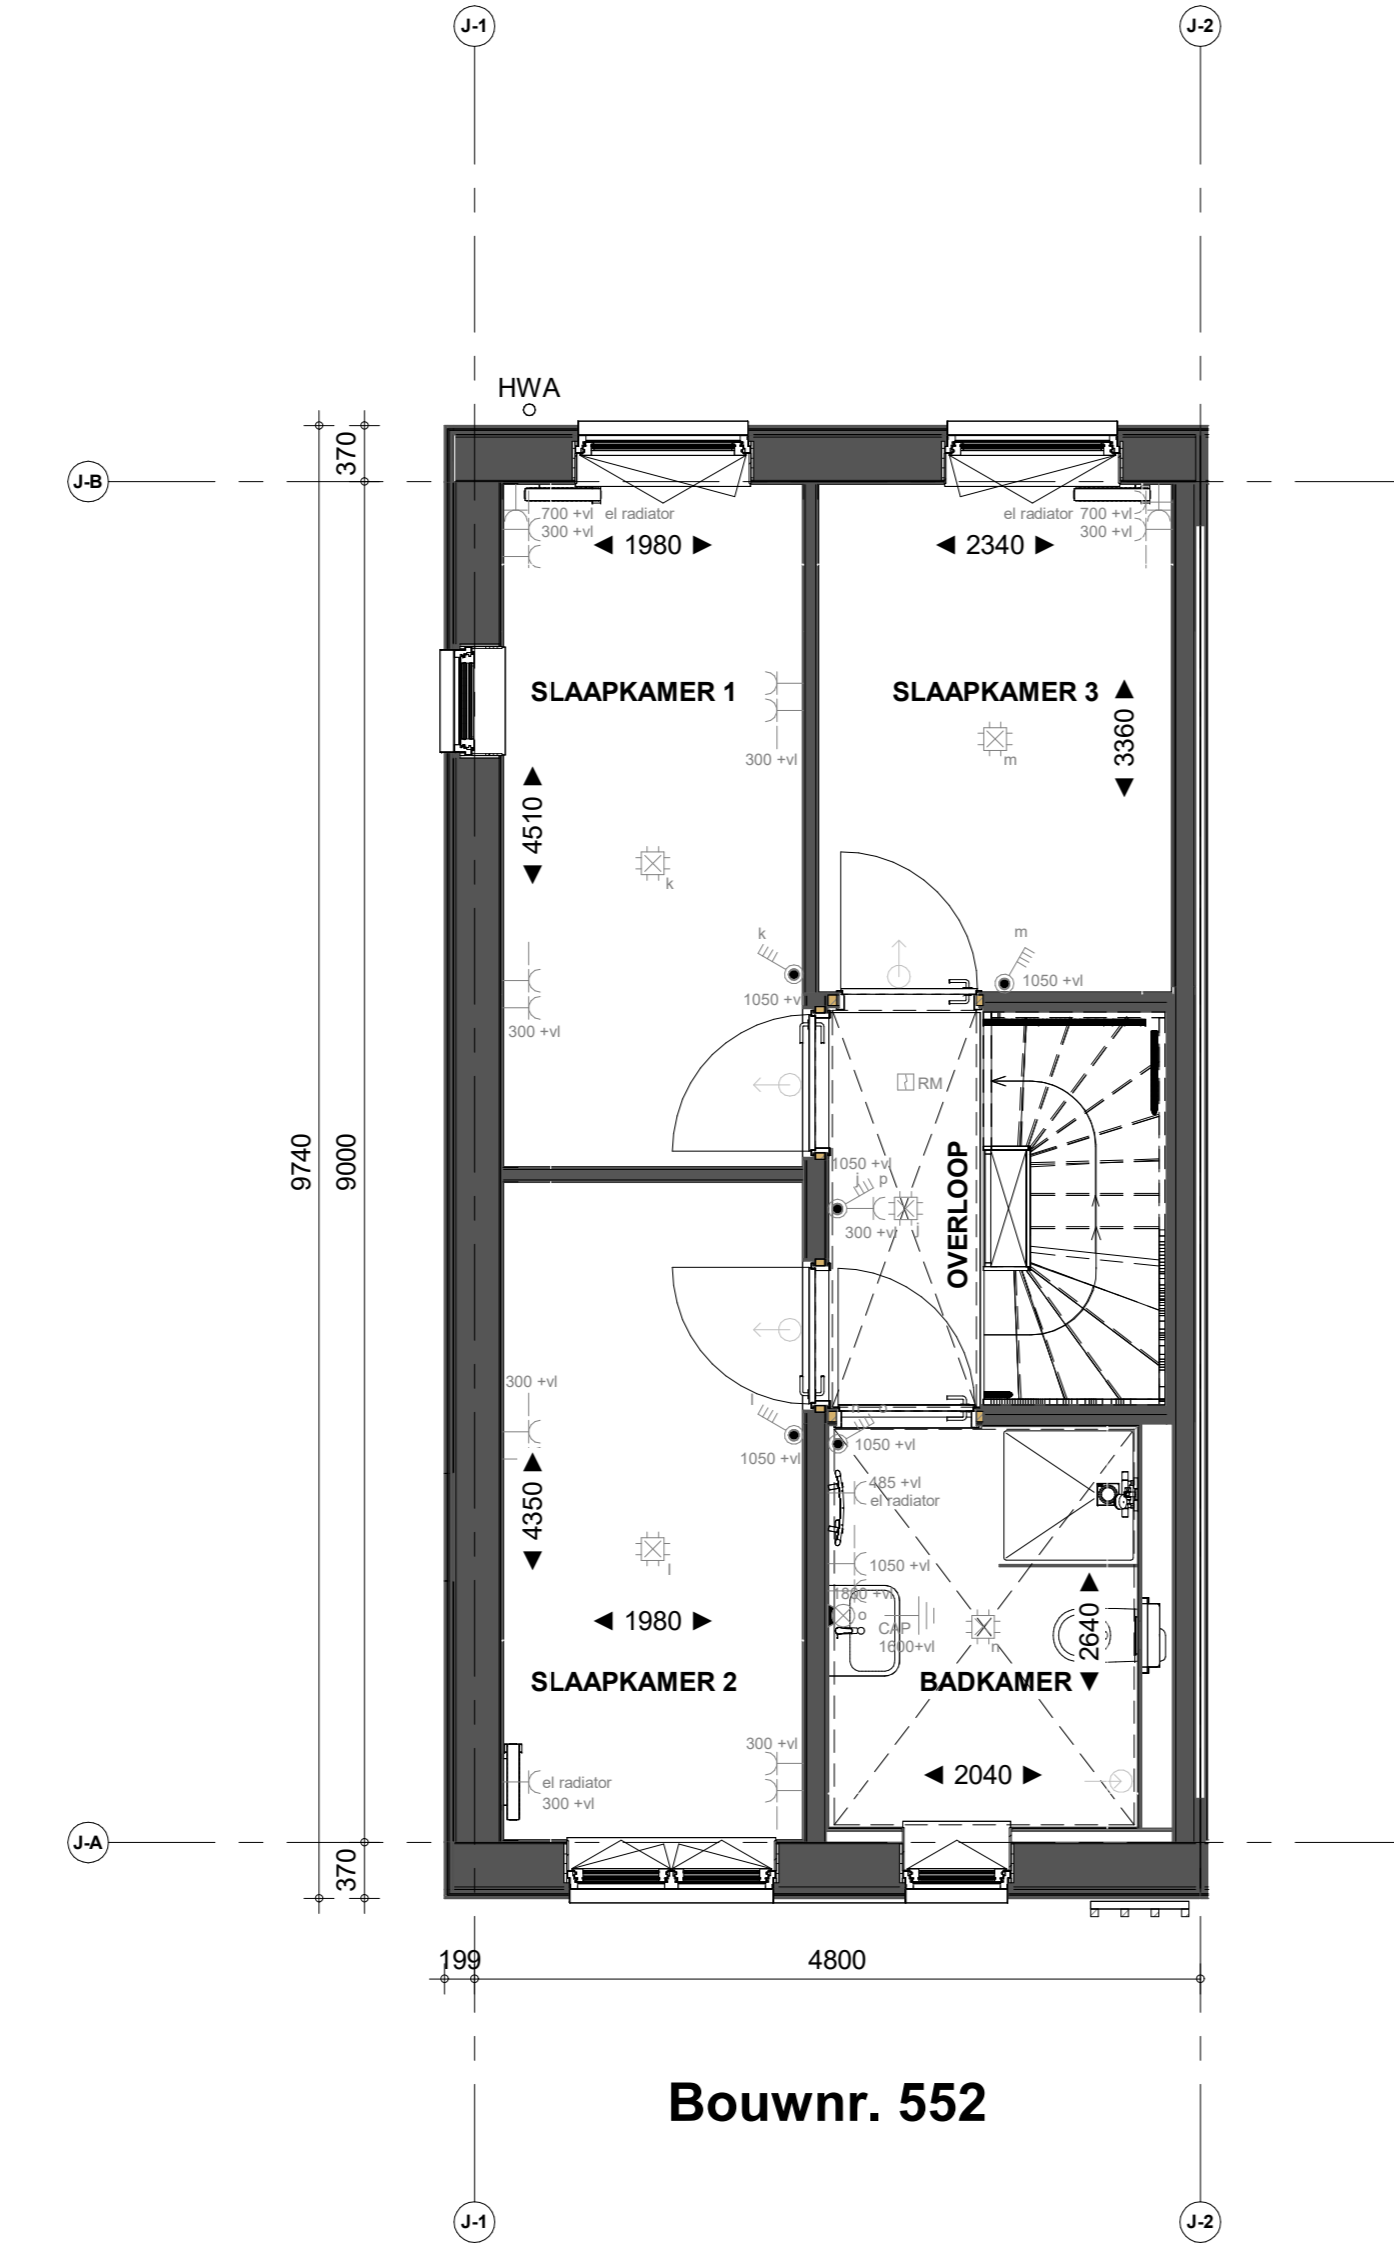 J-1
J-2
HWA
370
J-B
700 +vl
el radiator
300 +vl
1980
el radiator
700 +vl
300 +vl
2340
SLAAPKAMER 1
SLAAPKAMER 3
3360
m
300 +vl
4510
k
k
m
1050 +vl
1050 +v
300 +vl
RM
9740
9000
1050 +vl
j
p
300 +vl
j
OVERLOOP
300 +vl
l
1050 +vl
1050 +vl
485 +vl
el radiator
4350
l
1050 +vl
1880 +vl
o
CAP
1600+vl
n
2640
1980
SLAAPKAMER 2
BADKAMER
300 +vl
el radiator
300 +vl
2040
J-A
370
199
4800
Bouwnr. 552
J-1
J-2